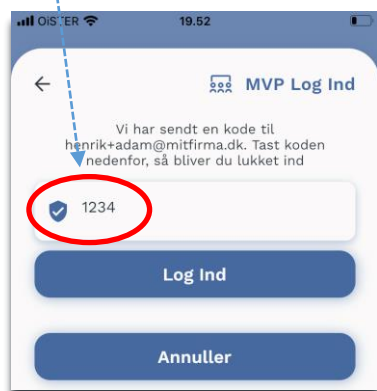 OiSTER 19.52
MVP Log Ind
Vi har sendt en kode til
henrik+adam@mitfirma.dk. Tast koden
nedenfor, så bliver du lukket ind
1234
Log Ind
Annuller